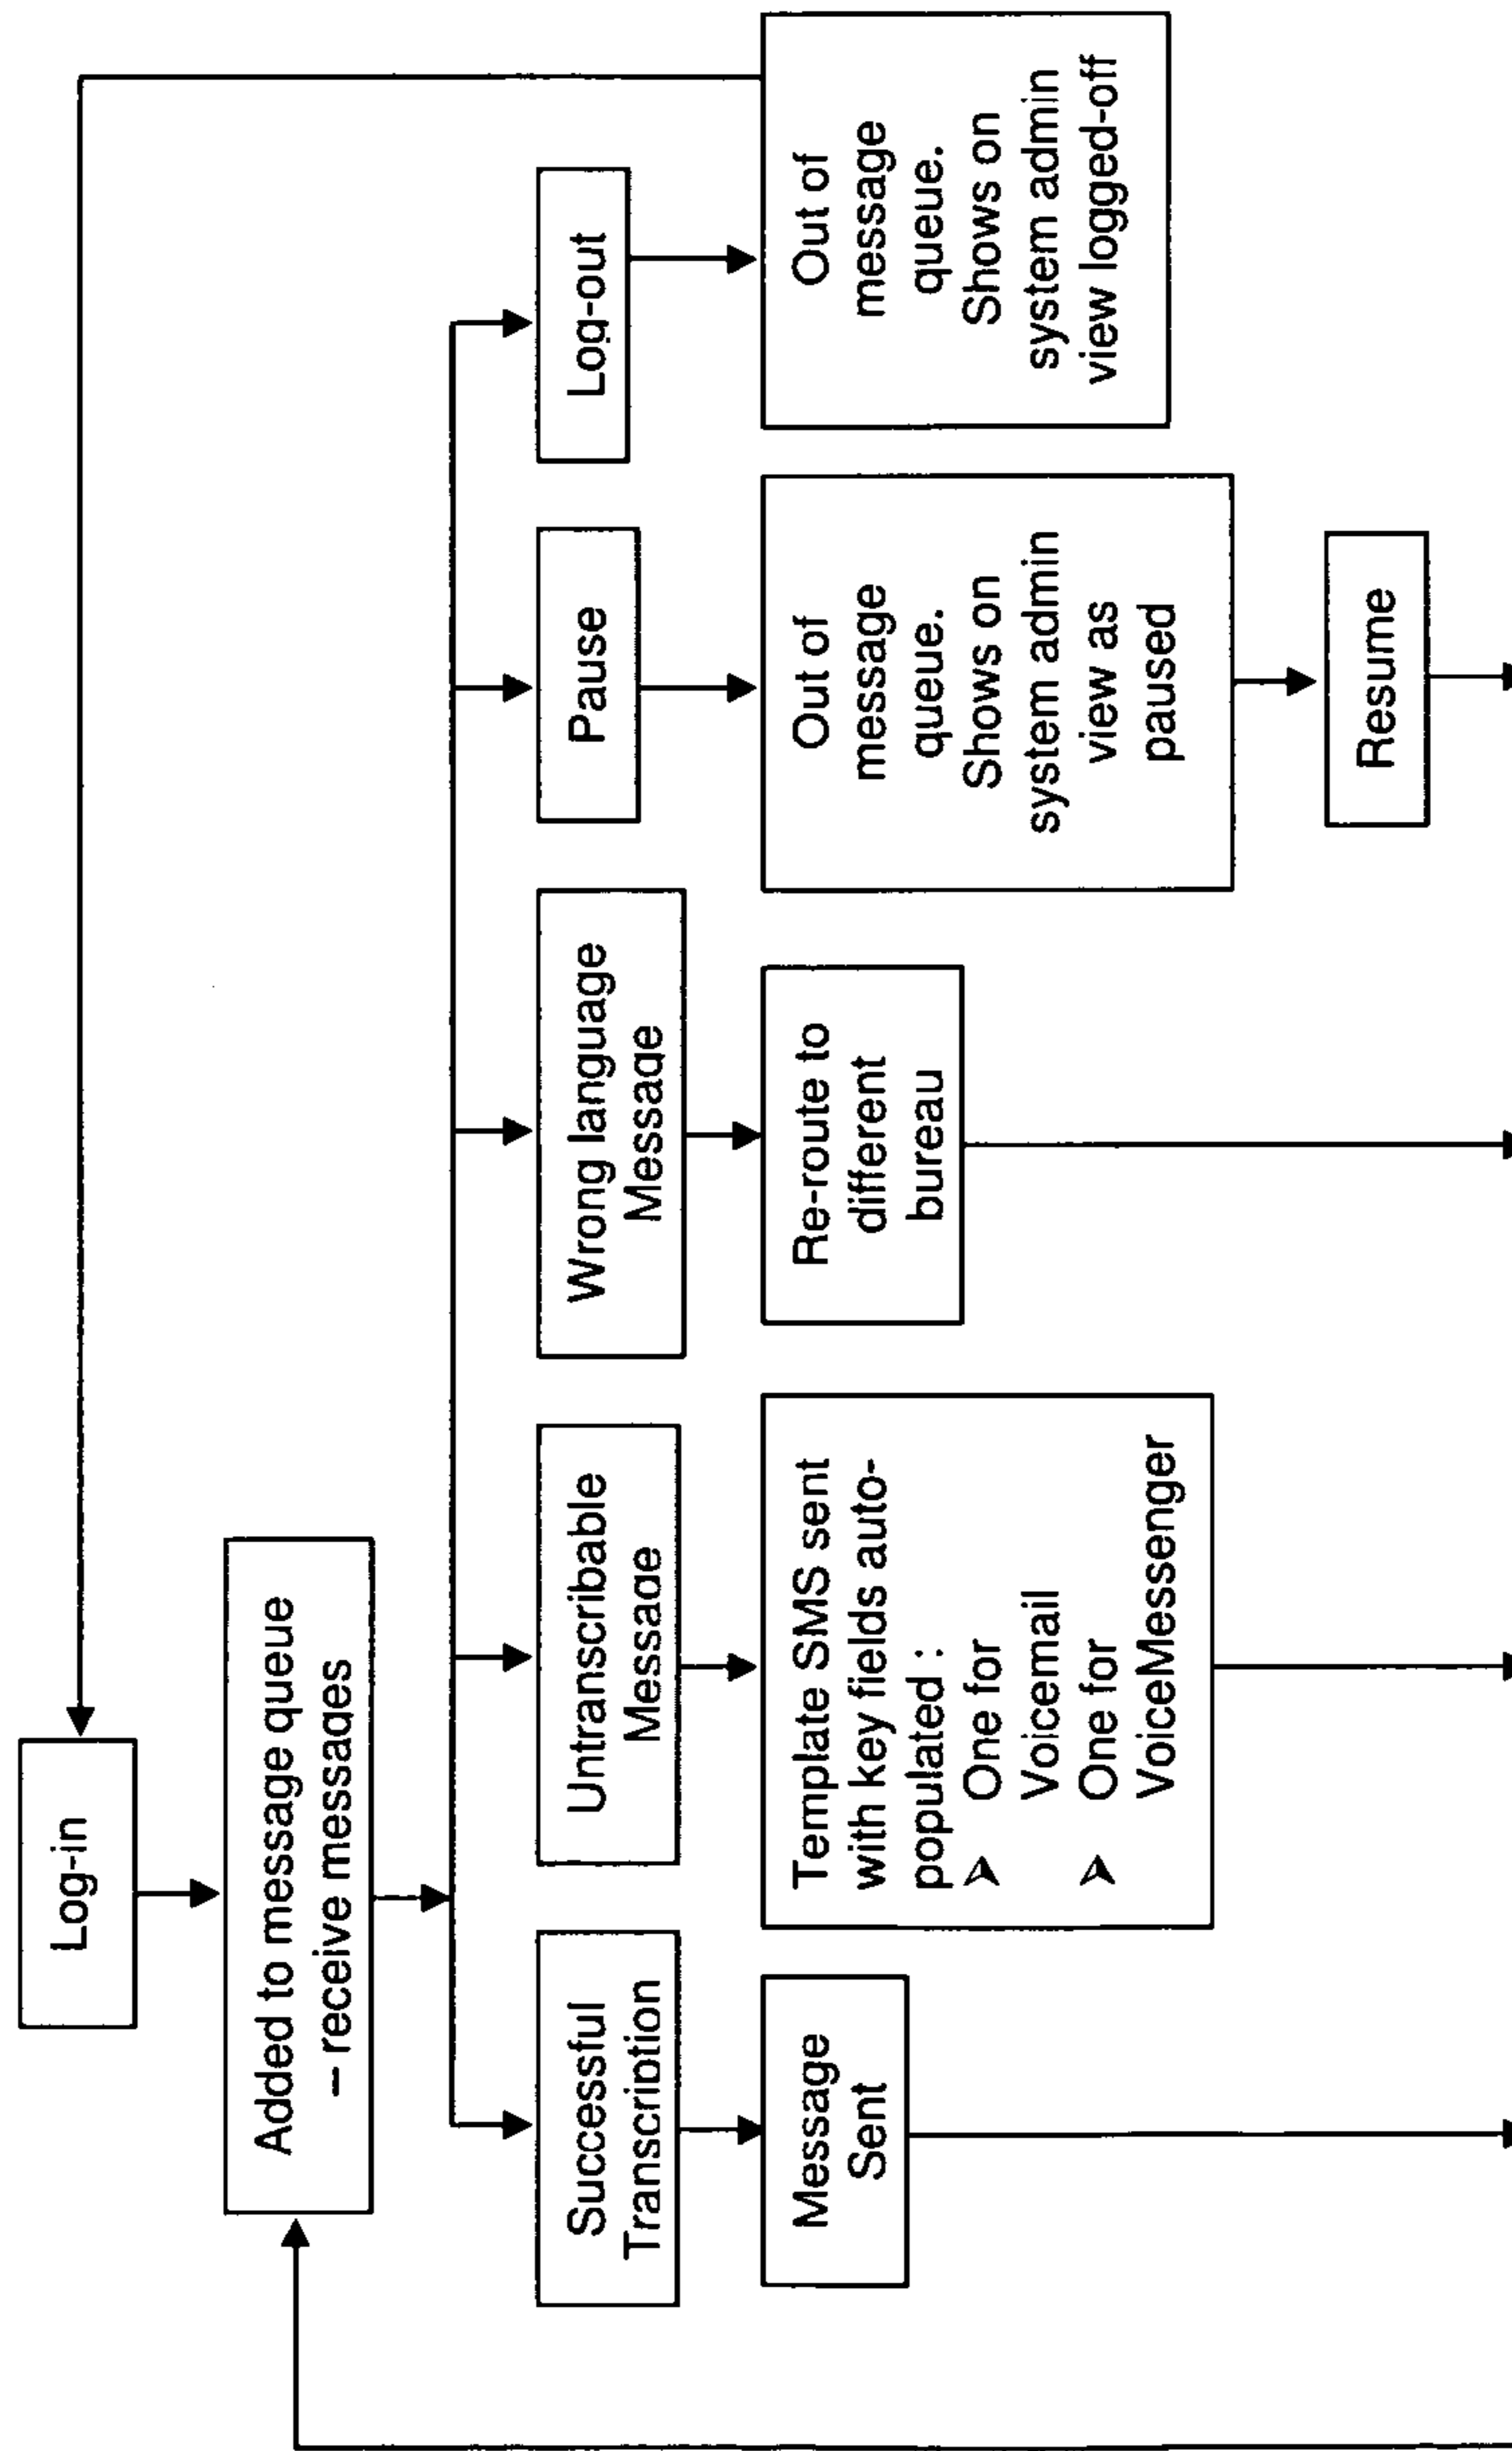 Log-in
Added to message queue
– receive messages
Successful
Transcription
Untranscribable
Message
Wrong language
Message
Pause
Log-out
Message
Sent
Template SMS sent
with key fields auto-
populated :
➢ One for
Voicemail
➢ One for
VoiceMessenger
Re-route to
different
bureau
Out of
message
queue.
Shows on
system admin
view as
paused
Out of
message
queue.
Shows on
system admin
view logged-off
Resume